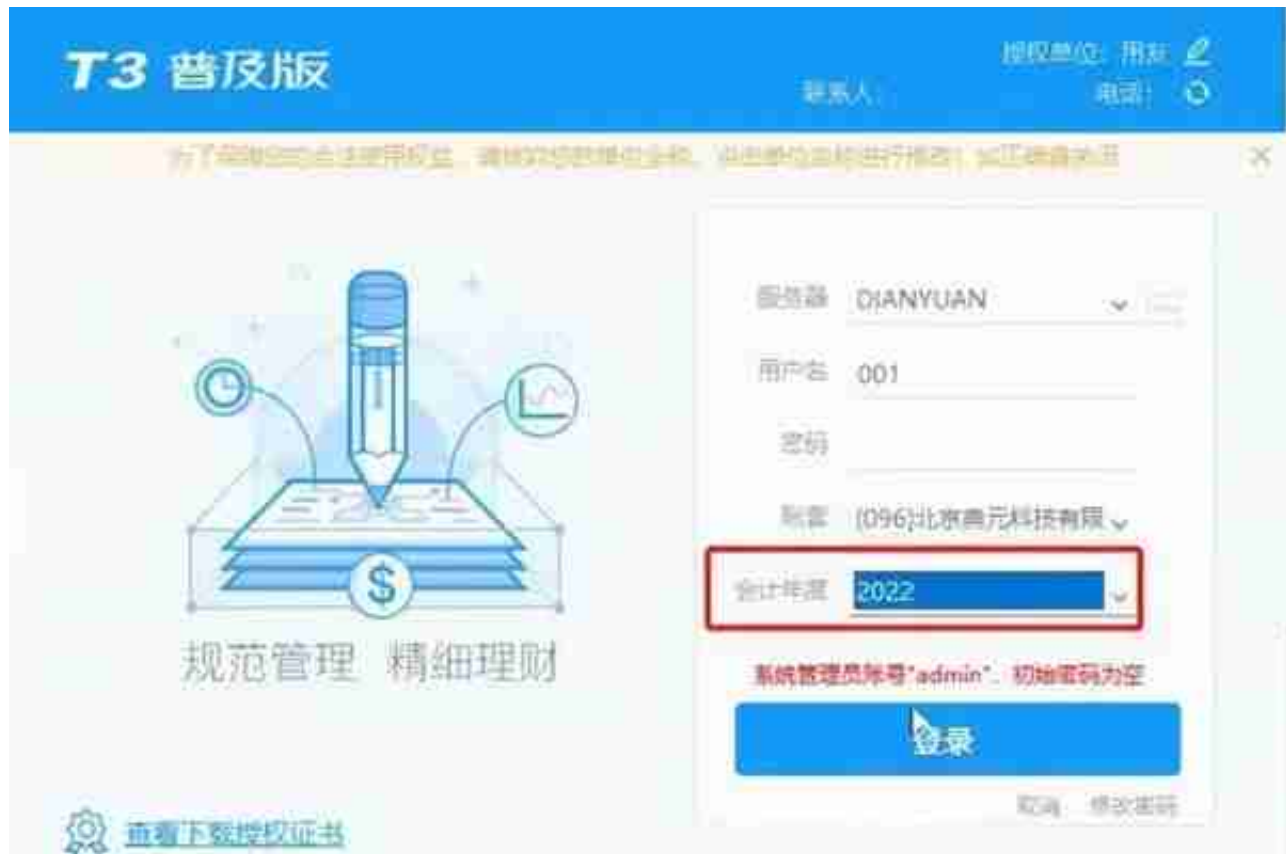 T3 普及版
授权单位: 用友
联系人:
电话:
服务器 DIANYUAN
用户名 001
密码
账套 (096)北京典元科技有限
会计年度 2022
规范管理 精细理财
系统管理员账号"admin"，初始密码为空
登录
取消 修改密码
查看下载授权证书